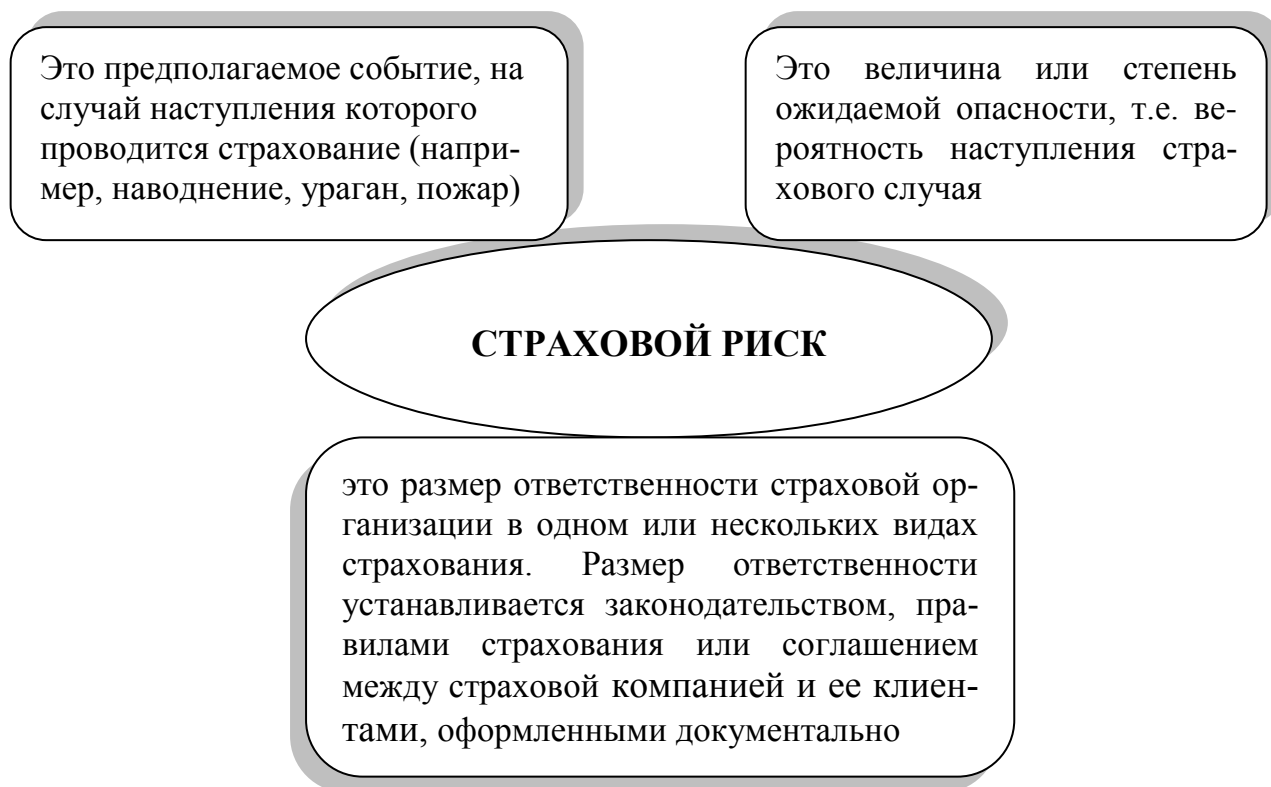 Это предполагаемое событие, на
случай наступления которого
проводится страхование (напри-
мер, наводнение, ураган, пожар)
Это величина или степень
ожидаемой опасности, т.е. ве-
роятность наступления стра-
хового случая
СТРАХОВОЙ РИСК
это размер ответственности страховой ор-
ганизации в одном или нескольких видах
страхования. Размер ответственности
устанавливается законодательством, пра-
вилами страхования или соглашением
между страховой компанией и ее клиен-
тами, оформленными документально